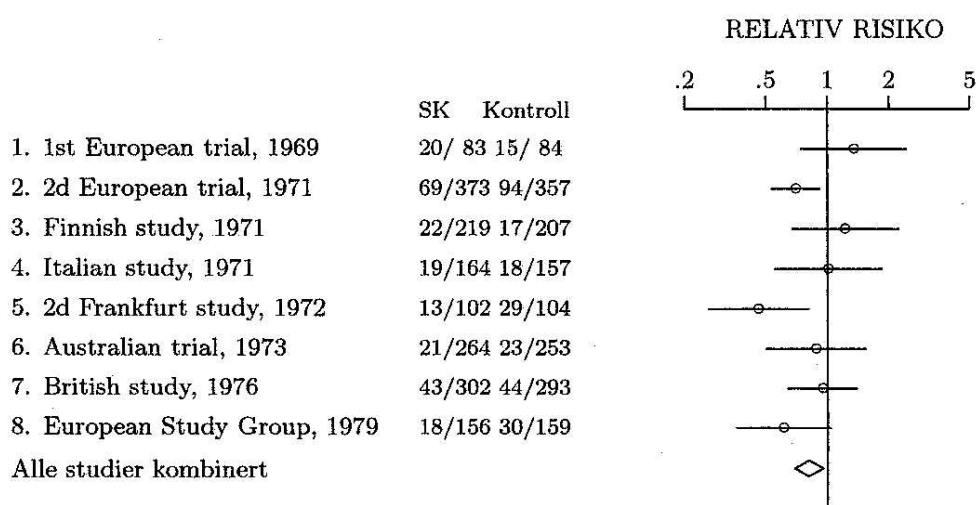 RELATIV RISIKO
.2 .5 1 2 5
SK Kontroll
1. 1st European trial, 1969 20/ 83 15/ 84
2. 2d European trial, 1971 69/373 94/357
3. Finnish study, 1971 22/219 17/207
4. Italian study, 1971 19/164 18/157
5. 2d Frankfurt study, 1972 13/102 29/104
6. Australian trial, 1973 21/264 23/253
7. British study, 1976 43/302 44/293
8. European Study Group, 1979 18/156 30/159
Alle studier kombinert